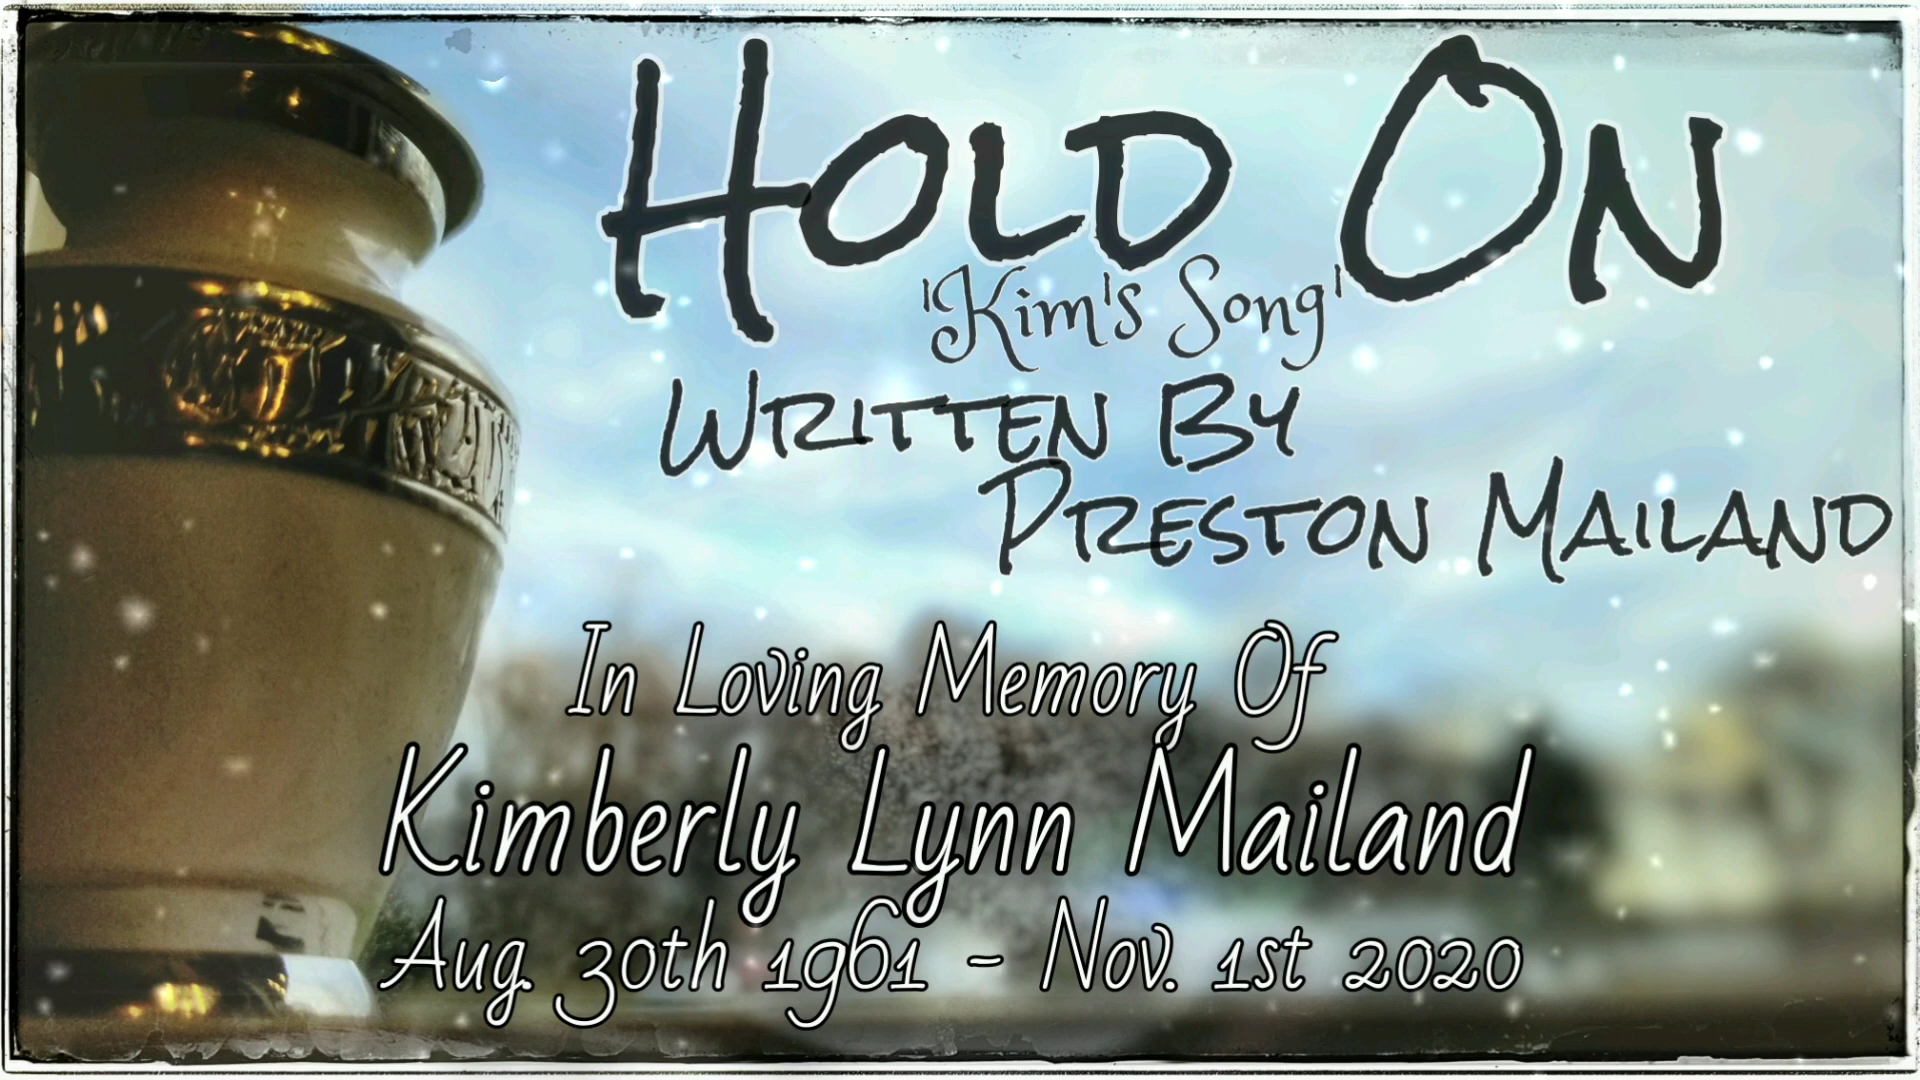 Hold On
'Kim's Song'
Written By
Preston Mailand
In Loving Memory Of
Kimberly Lynn Mailand
Aug. 30th 1961 - Nov. 1st 2020